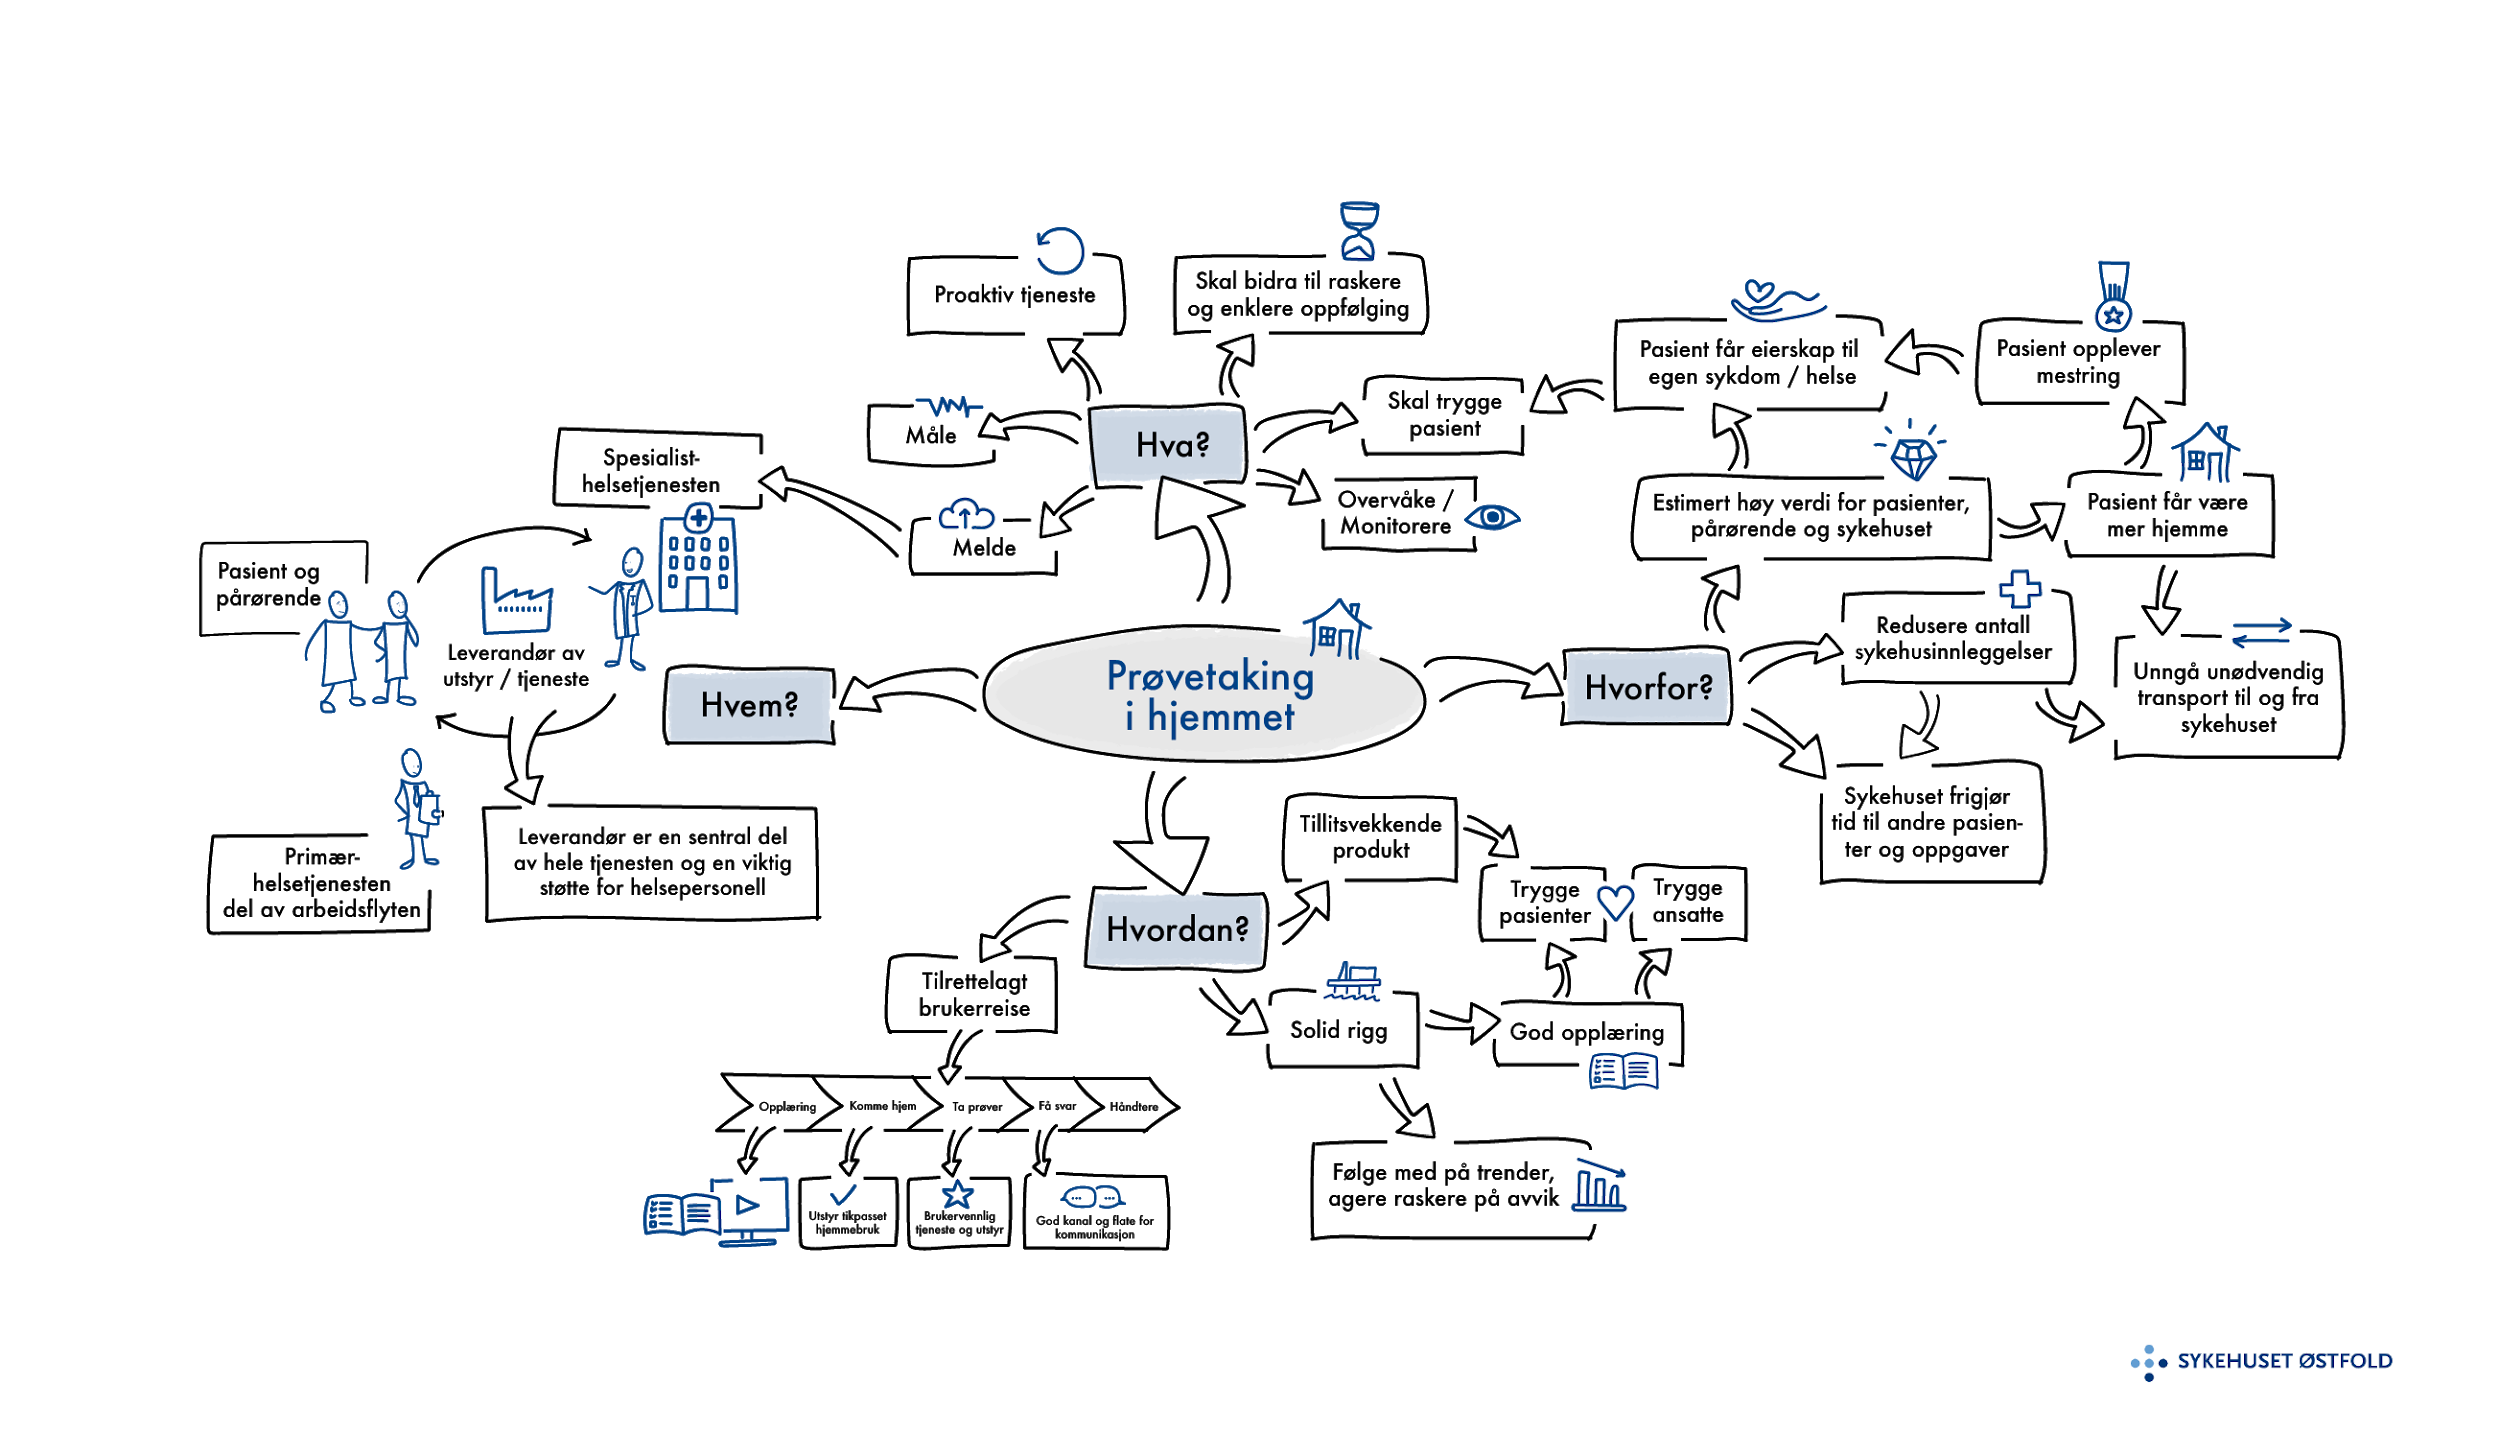 Proaktiv tjeneste
Skal bidra til raskere
og enklere oppfølging
Måle
Hva?
Skal trygge
pasient
Pasient får eierskap til
egen sykdom / helse
Pasient opplever
mestring
Spesialist-
helsetjenesten
Melde
Overvåke /
Monitorere
Estimert høy verdi for pasienter,
pårørende og sykehuset
Pasient får være
mer hjemme
Pasient og
pårørende
Leverandør av
utstyr / tjeneste
Hvem?
Prøvetaking
i hjemmet
Hvorfor?
Redusere antall
sykehusinnleggelser
Unngå unødvendig
transport til og fra
sykehuset
Primær-
helsetjenesten
del av arbeidsflyten
Leverandør er en sentral del
av hele tjenesten og en viktig
støtte for helsepersonell
Sykehuset frigjør
tid til andre pasien-
ter og oppgaver
Hvordan?
Tillitsvekkende
produkt
Trygge
pasienter
Trygge
ansatte
Tilrettelagt
brukerreise
Solid rigg
God opplæring
Opplæring
Komme hjem
Ta prøver
Få svar
Håndtere
Utstyr tikpasset
hjemmebruk
Brukervennlig
tjeneste og utstyr
God kanal og flate for
kommunikasjon
Følge med på trender,
agere raskere på avvik
SYKEHUSET ØSTFOLD